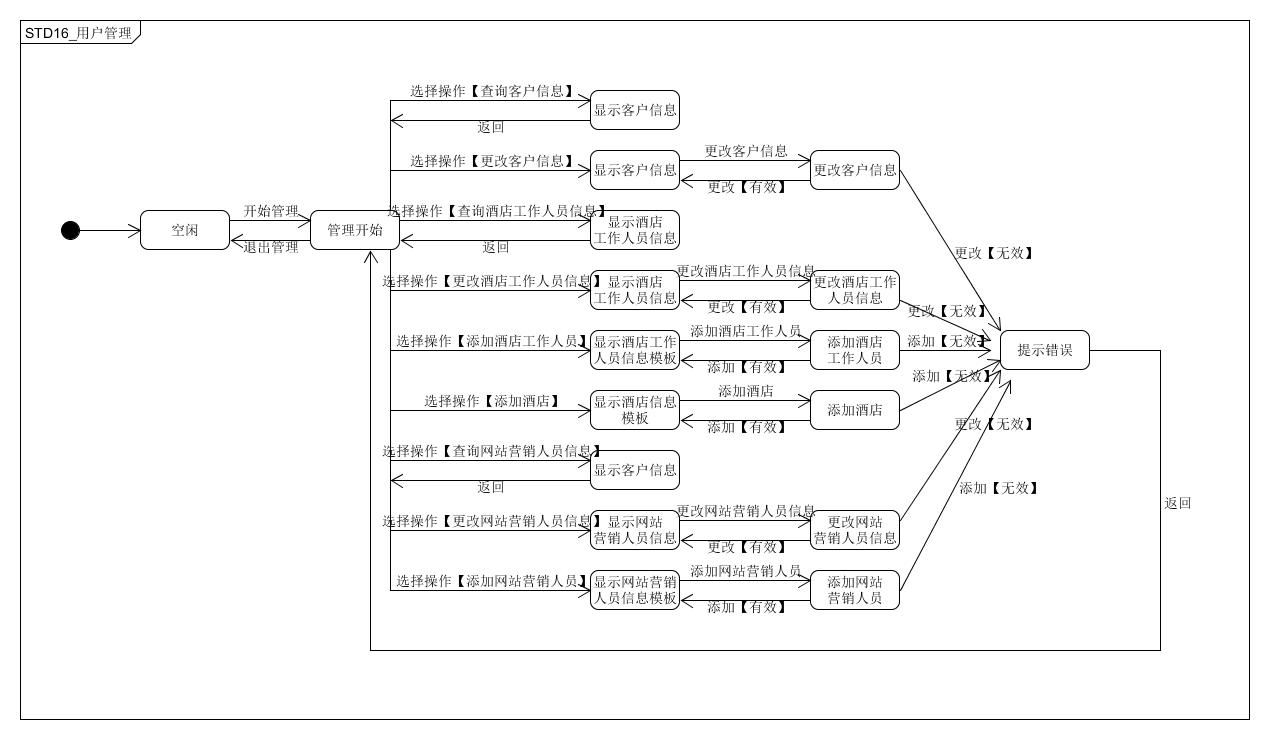 STD16_用户管理
选择操作【查询客户信息】
显示客户信息
返回
选择操作【更改客户信息】
显示客户信息
更改客户信息
更改【有效】
更改客户信息
空闲
开始管理
退出管理
管理开始
选择操作【查询酒店工作人员信息】
返回
显示酒店
工作人员信息
更改【无效】
选择操作【更改酒店工作人员信息】
显示酒店
工作人员信息
更改酒店工作人员信息
更改【有效】
更改酒店工作
人员信息
更改【无效】
选择操作【添加酒店工作人员】
显示酒店工作
人员信息模板
添加酒店工作人员
添加【有效】
添加酒店
工作人员
添加【无效】
提示错误
选择操作【添加酒店】
显示酒店信息
模板
添加酒店
添加【有效】
添加酒店
添加【无效】
选择操作【查询网站营销人员信息】
返回
显示客户信息
更改【无效】
选择操作【更改网站营销人员信息】
显示网站
营销人员信息
更改网站营销人员信息
更改【有效】
更改网站
营销人员信息
添加【无效】
返回
选择操作【添加网站营销人员】
显示网站营销
人员信息模板
添加网站营销人员
添加【有效】
添加网站
营销人员